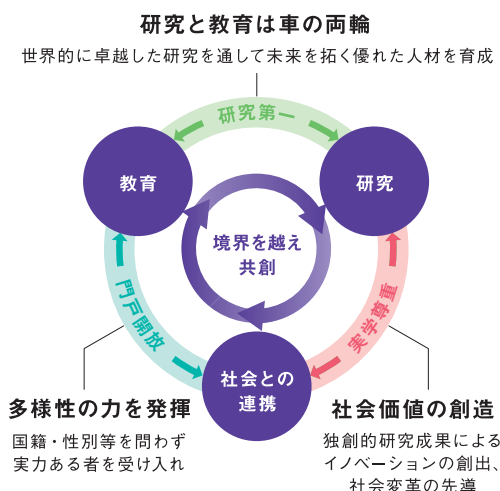 研究と教育は車の両輪
世界的に卓越した研究を通して未来を拓く優れた人材を育成
研究第一
教育
研究
境界を越え
共創
門戸開放
実学尊重
社会との
連携
多様性の力を発揮
国籍・性別等を問わず
実力ある者を受け入れ
社会価値の創造
独創的研究成果による
イノベーションの創出、
社会変革の先導